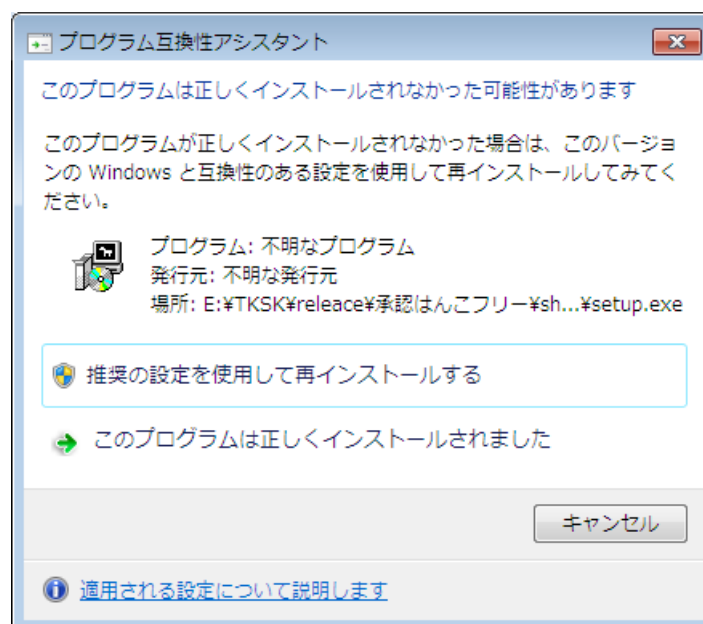 プログラム互換性アシスタント
このプログラムは正しくインストールされなかった可能性があります
このプログラムが正しくインストールされなかった場合は、このバージョ
ンの Windows と互換性のある設定を使用して再インストールしてみてく
ださい。
プログラム: 不明なプログラム
発行元: 不明な発行元
場所: E:¥TKSK¥releace¥承認はんこフリー¥sh...¥setup.exe
推奨の設定を使用して再インストールする
このプログラムは正しくインストールされました
キャンセル
適用される設定について説明します